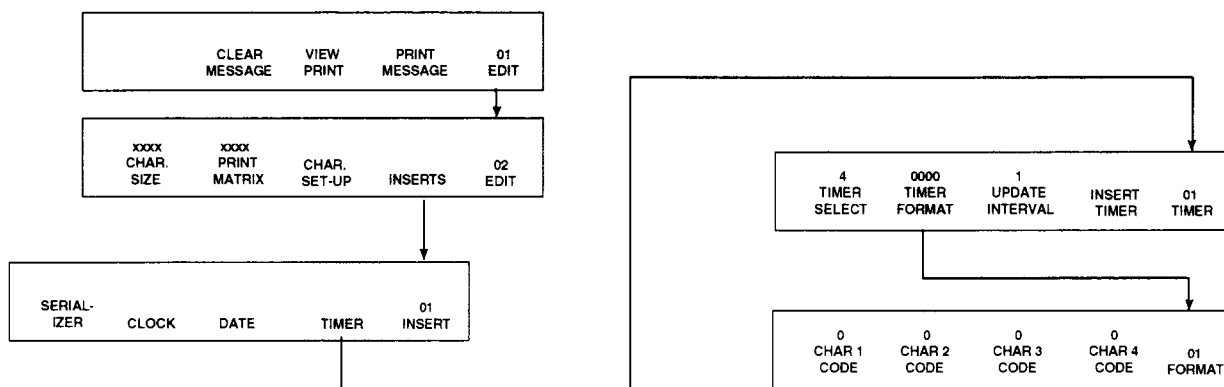 CLEAR MESSAGE
VIEW PRINT
PRINT MESSAGE
01 EDIT
xxxx CHAR. SIZE
xxxx PRINT MATRIX
CHAR. SET-UP
INSERTS
02 EDIT
SERIAL-IZER
CLOCK
DATE
TIMER
01 INSERT
4 TIMER SELECT
0000 TIMER FORMAT
1 UPDATE INTERVAL
INSERT TIMER
01 TIMER
0 CHAR 1 CODE
0 CHAR 2 CODE
0 CHAR 3 CODE
0 CHAR 4 CODE
01 FORMAT